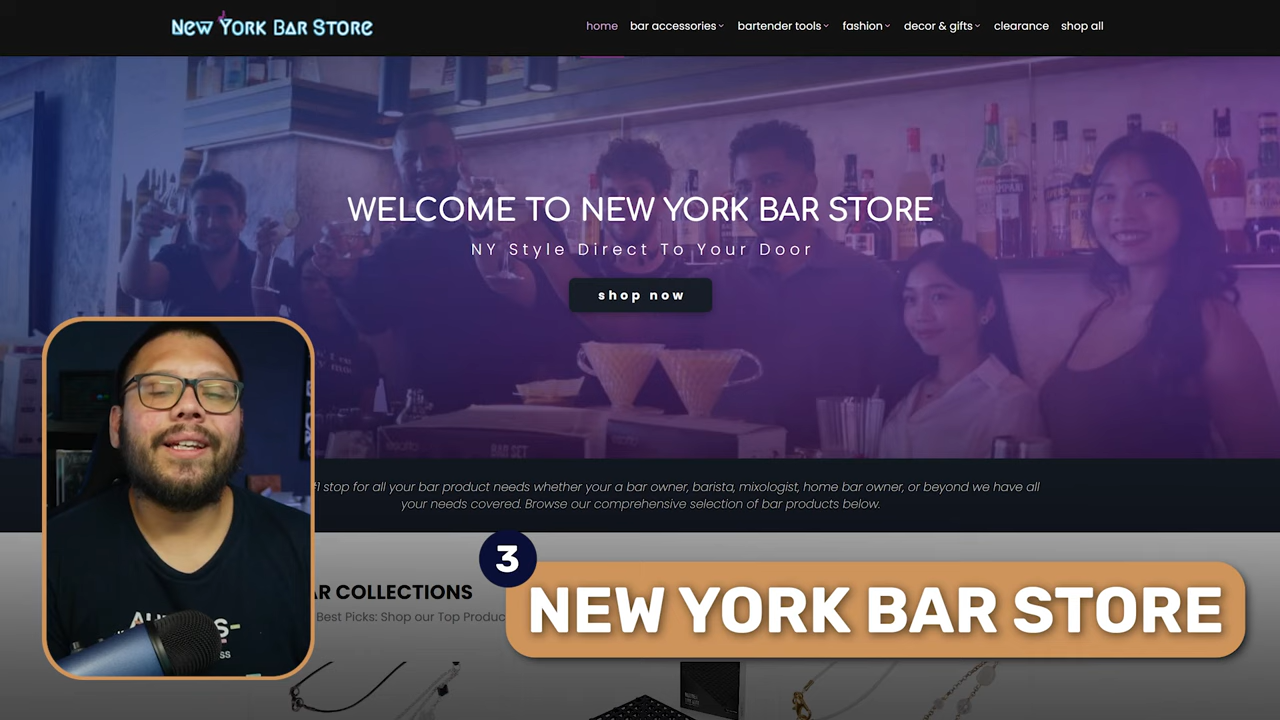 New York Bar Store
home bar accessories bartender tools fashion decor & gifts clearance shop all
WELCOME TO NEW YORK BAR STORE
NY Style Direct To Your Door
shop now
#1 stop for all your bar product needs whether your a bar owner, barista, mixologist, home bar owner, or beyond we have all
your needs covered. Browse our comprehensive selection of bar products below.
BAR SET
AR COLLECTIONS
Best Picks: Shop our Top Produc
3
NEW YORK BAR STORE